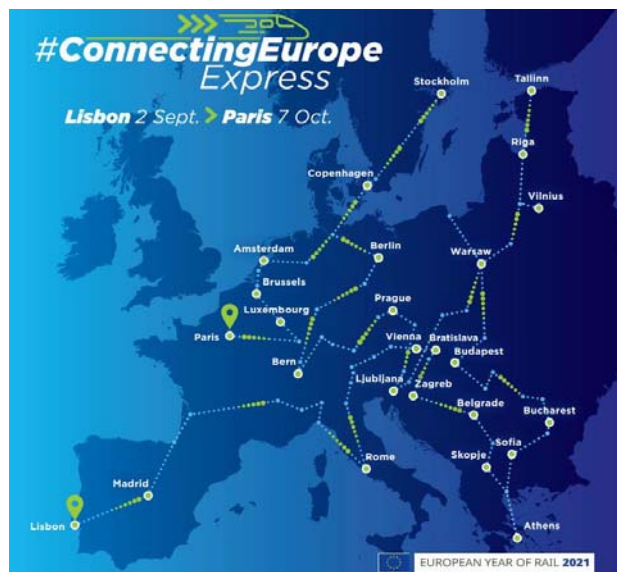 #ConnectingEurope
Express
Lisbon 2 Sept. > Paris 7 Oct.
Stockholm
Tallinn
Riga
Copenhagen
Vilnius
Amsterdam
Berlin
Warsaw
Brussels
Luxembourg
Prague
Paris
Vienna
Bratislava
Budapest
Bern
Ljubljana
Zagreb
Belgrade
Bucharest
Sofia
Skopje
Rome
Madrid
Lisbon
Athens
EUROPEAN YEAR OF RAIL 2021